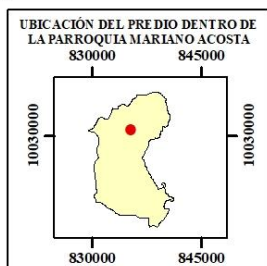 UBICACIÓN DEL PREDIO DENTRO DE
LA PARROQUIA MARIANO ACOSTA
830000 845000
10030000 10030000
830000 845000